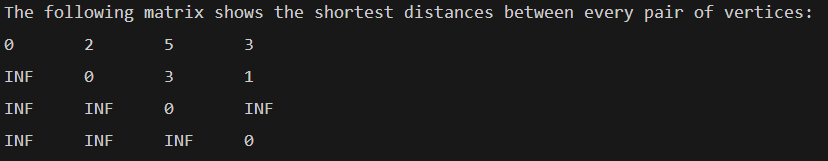 The following matrix shows the shortest distances between every pair of vertices:
0 2 5 3
INF 0 3 1
INF INF 0 INF
INF INF INF 0